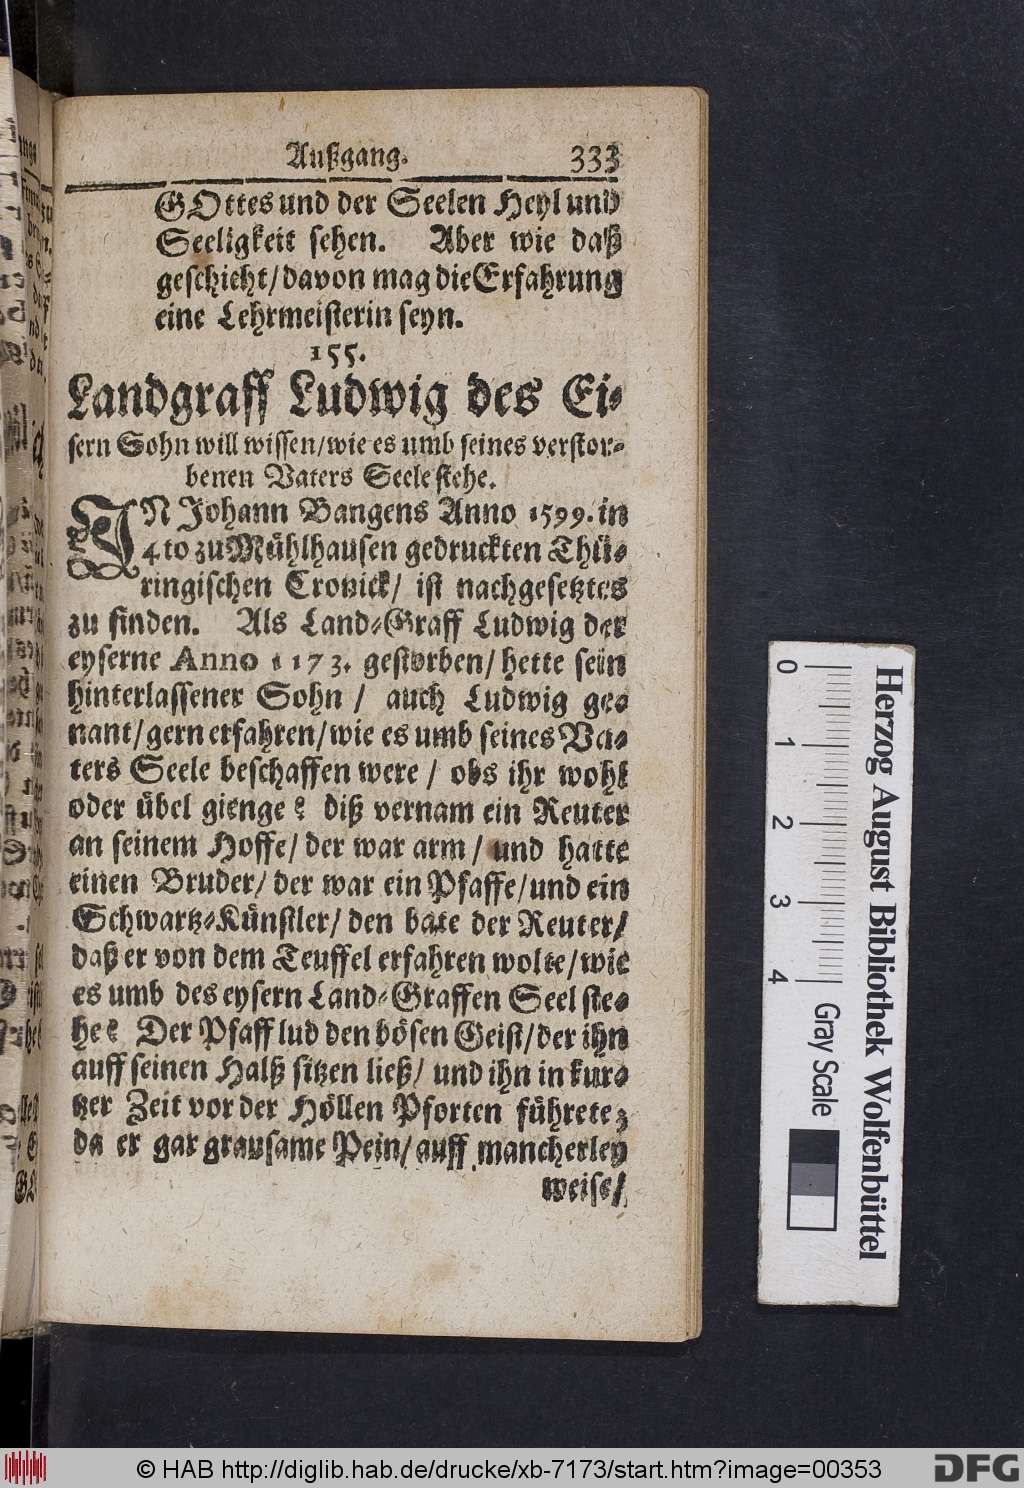 Außgang. 333
GOttes und der Seelen Heyl und
Seeligkeit sehen. Aber wie daß
geschieht/ davon mag die Erfahrung
eine Lehrmeisterin seyn.
155.
Landgraff Ludwig des Ei-
sern Sohn will wissen/ wie es umb seines verstor-
benen Vaters Seele stehe.
IN Johann Bangens Anno 1599. in
4to zu Mühlhausen gedruckten Thü-
ringischen Cronick/ ist nachgesetztes
zu finden. Als Land-Graff Ludwig der
eyserne Anno 1173. gestorben/ hette sein
hinterlassener Sohn / auch Ludwig ge-
nant/ gern erfahren/ wie es umb seines Va-
ters Seele beschaffen were / obs ihr wohl
oder übel gienge? diß vernam ein Reuter
an seinem Hoffe/ der war arm / und hatte
einen Bruder/ der war ein Pfaffe/ und ein
Schwartz-Künstler/ den bate der Reuter/
daß er von dem Teuffel erfahren wolte/ wie
es umb des eysern Land-Graffen Seel ste-
he? Der Pfaff lud den bösen Geist/ der ihn
auff seinen Halß sitzen ließ/ und ihn in kur-
tzer Zeit vor der Höllen Pforten führete;
da er gar grausame Pein/ auff mancherley
weise/
0 1 2 3 4
Gray Scale
Herzog August Bibliothek Wolfenbüttel
© HAB http://diglib.hab.de/drucke/xb-7173/start.htm?image=00353
DFG